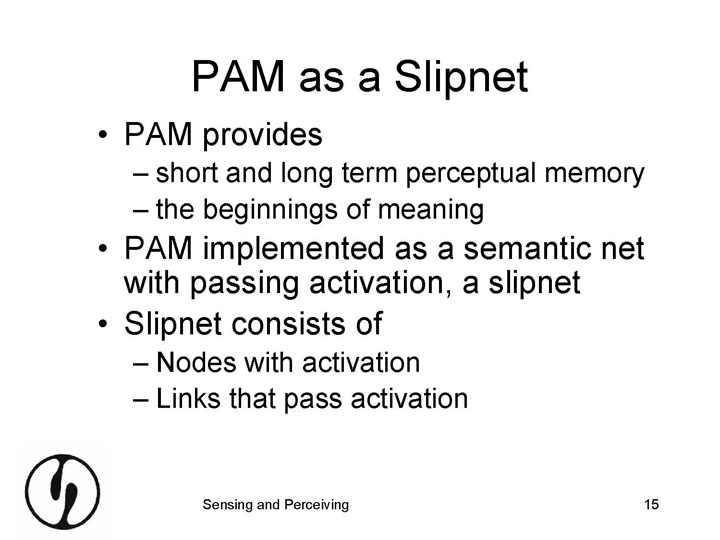 PAM as a Slipnet
• PAM provides
– short and long term perceptual memory
– the beginnings of meaning
• PAM implemented as a semantic net
with passing activation, a slipnet
• Slipnet consists of
– Nodes with activation
– Links that pass activation
Sensing and Perceiving 15